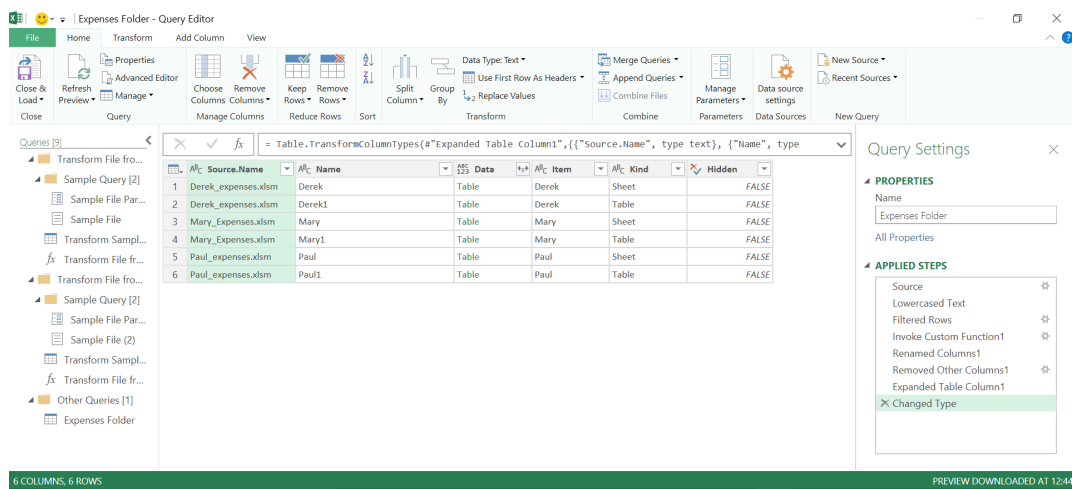 Expenses Folder - Query Editor
File Home Transform Add Column View
Close & Load
Refresh Preview
Properties
Advanced Editor
Manage
Choose Columns
Remove Columns
Keep Rows
Remove Rows
Split Column
Group By
Data Type: Text
Use First Row As Headers
Replace Values
Merge Queries
Append Queries
Combine Files
Manage Parameters
Data source settings
New Source
Recent Sources
Close Query Manage Columns Reduce Rows Sort Transform Combine Parameters Data Sources New Query
Queries [9]
Transform File fro...
Sample Query [2]
Sample File Par...
Sample File
Transform Sampl...
Transform File fr...
Transform File fro...
Sample Query [2]
Sample File Par...
Sample File (2)
Transform Sampl...
Transform File fr...
Other Queries [1]
Expenses Folder
fx = Table.TransformColumnTypes(#"Expanded Table Column1",{{"Source.Name", type text}, {"Name", type
Source.Name Name Data Item Kind Hidden
1 Derek_expenses.xlsm Derek Table Derek Sheet FALSE
2 Derek_expenses.xlsm Derek1 Table Derek Table FALSE
3 Mary_Expenses.xlsm Mary Table Mary Sheet FALSE
4 Mary_Expenses.xlsm Mary1 Table Mary Table FALSE
5 Paul_expenses.xlsm Paul Table Paul Sheet FALSE
6 Paul_expenses.xlsm Paul1 Table Paul Table FALSE
Query Settings
PROPERTIES
Name
Expenses Folder
All Properties
APPLIED STEPS
Source
Lowercased Text
Filtered Rows
Invoke Custom Function1
Renamed Columns1
Removed Other Columns1
Expanded Table Column1
Changed Type
6 COLUMNS, 6 ROWS
PREVIEW DOWNLOADED AT 12:44